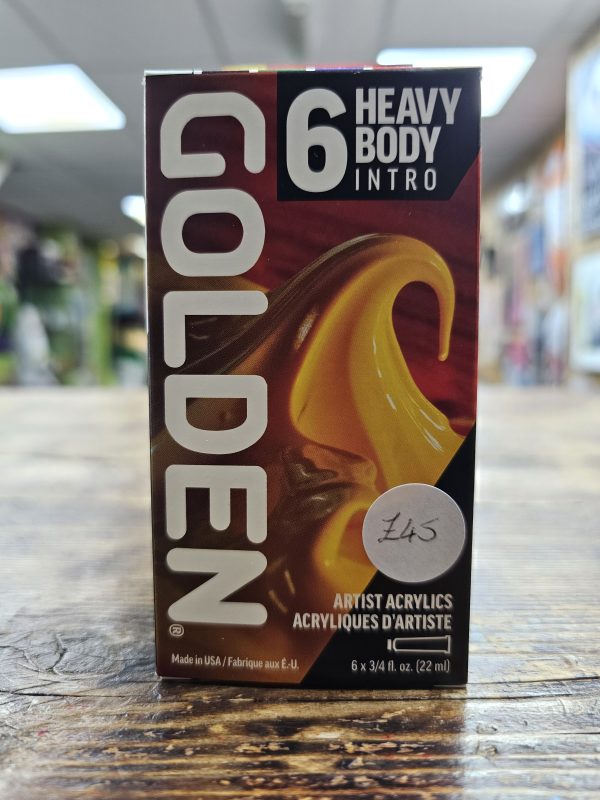 GOLDEN®
6 HEAVY
BODY
INTRO
£45
ARTIST ACRYLICS
ACRYLIQUES D'ARTISTE
Made in USA / Fabrique aux É.-U.
6 x 3/4 fl. oz. (22 ml)